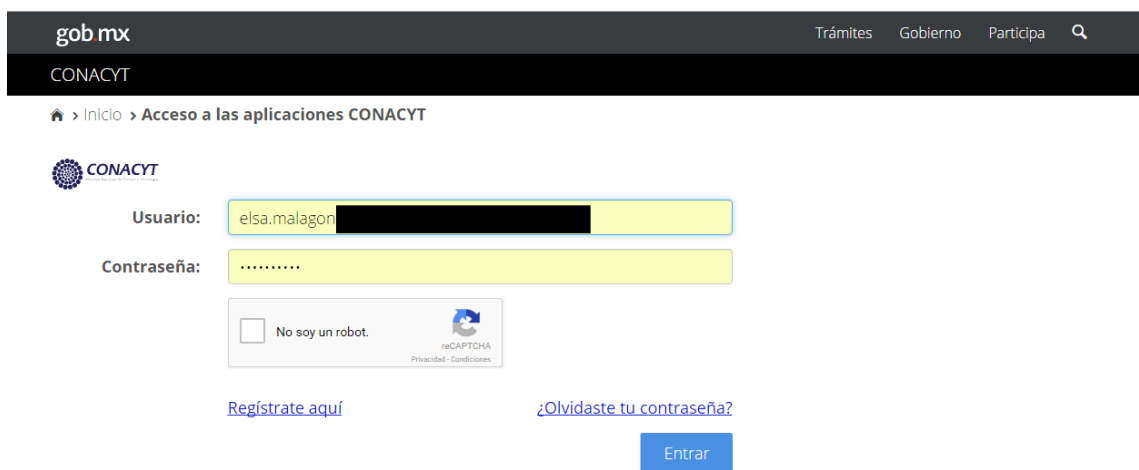 gob.mx Trámites Gobierno Participa
CONACYT
> Inicio > Acceso a las aplicaciones CONACYT
CONACYT
Usuario: elsa.malagon
Contraseña: ··········
No soy un robot.
reCAPTCHA
Privacidad - Condiciones
Regístrate aquí ¿Olvidaste tu contraseña?
Entrar